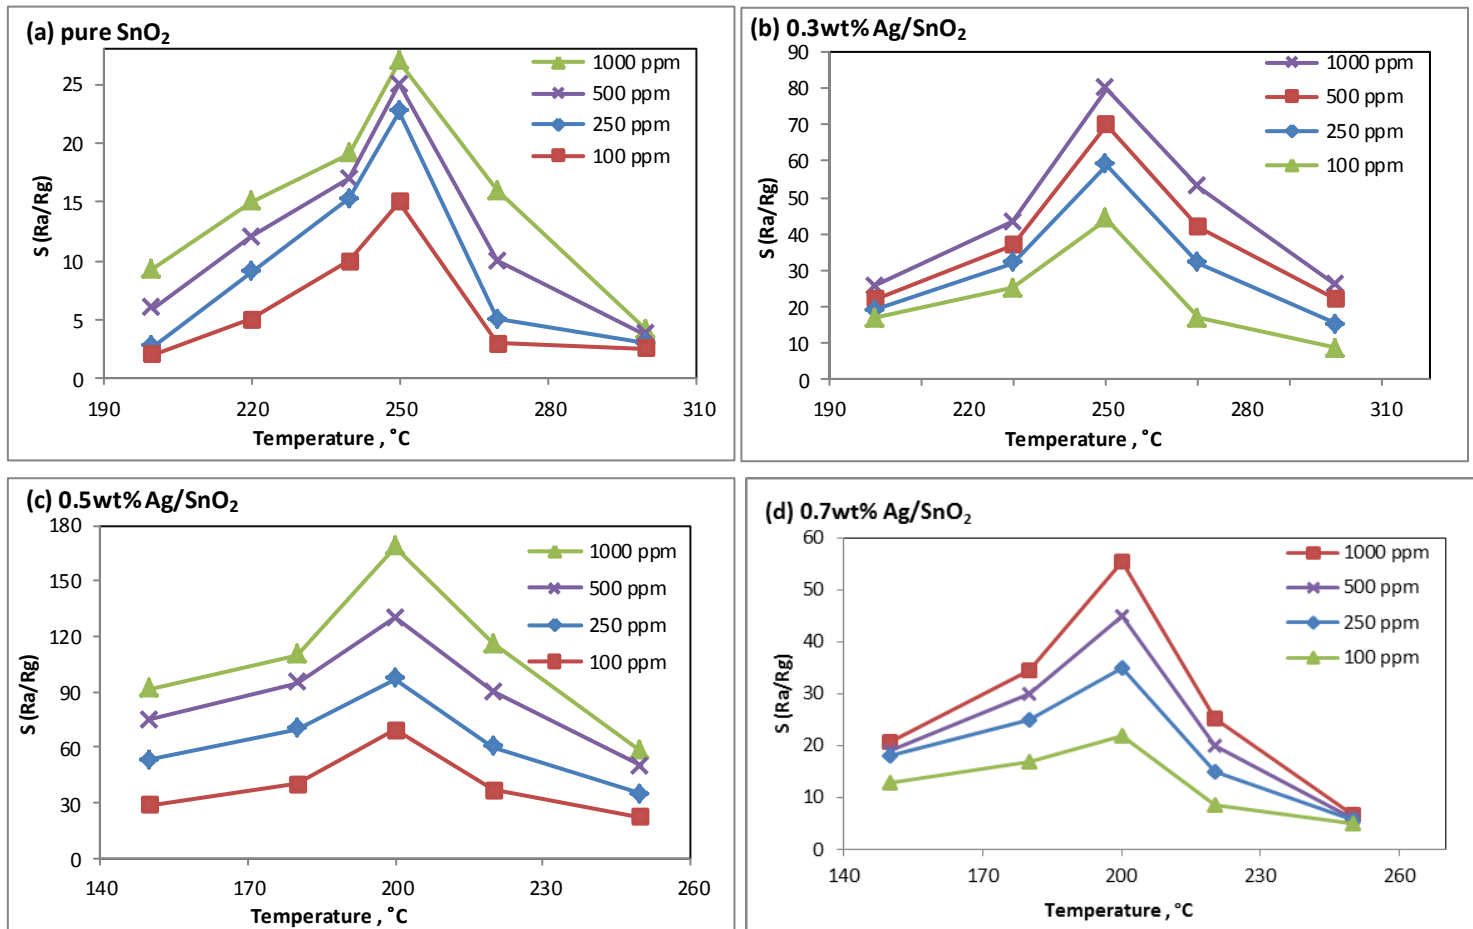 (a) pure SnO₂
1000 ppm
500 ppm
250 ppm
100 ppm
S (Ra/Rg)
25
20
15
10
5
0
190 220 250 280 310
Temperature , °C
(b) 0.3wt% Ag/SnO₂
1000 ppm
500 ppm
250 ppm
100 ppm
S (Ra/Rg)
90
80
70
60
50
40
30
20
10
0
190 220 250 280 310
Temperature , °C
(c) 0.5wt% Ag/SnO₂
1000 ppm
500 ppm
250 ppm
100 ppm
S (Ra/Rg)
180
150
120
90
60
30
0
140 170 200 230 260
Temperature , °C
(d) 0.7wt% Ag/SnO₂
1000 ppm
500 ppm
250 ppm
100 ppm
S (Ra/Rg)
60
50
40
30
20
10
0
140 170 200 230 260
Temperature , °C